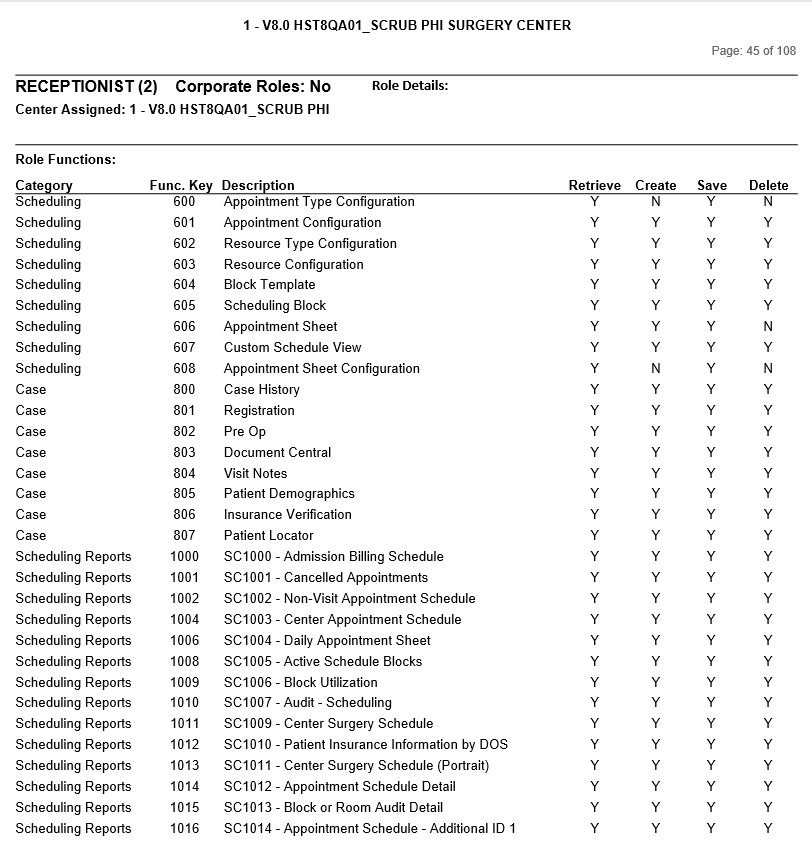 1 - V8.0 HST8QA01_SCRUB PHI SURGERY CENTER
Page: 45 of 108
RECEPTIONIST (2) Corporate Roles: No Role Details:
Center Assigned: 1 - V8.0 HST8QA01_SCRUB PHI
Role Functions:
Category Func. Key Description Retrieve Create Save Delete
Scheduling 600 Appointment Type Configuration Y N Y N
Scheduling 601 Appointment Configuration Y Y Y Y
Scheduling 602 Resource Type Configuration Y Y Y Y
Scheduling 603 Resource Configuration Y Y Y Y
Scheduling 604 Block Template Y Y Y Y
Scheduling 605 Scheduling Block Y Y Y Y
Scheduling 606 Appointment Sheet Y Y Y N
Scheduling 607 Custom Schedule View Y Y Y Y
Scheduling 608 Appointment Sheet Configuration Y N Y N
Case 800 Case History Y Y Y Y
Case 801 Registration Y Y Y Y
Case 802 Pre Op Y Y Y Y
Case 803 Document Central Y Y Y Y
Case 804 Visit Notes Y Y Y Y
Case 805 Patient Demographics Y Y Y Y
Case 806 Insurance Verification Y Y Y Y
Case 807 Patient Locator Y Y Y Y
Scheduling Reports 1000 SC1000 - Admission Billing Schedule Y Y Y Y
Scheduling Reports 1001 SC1001 - Cancelled Appointments Y Y Y Y
Scheduling Reports 1002 SC1002 - Non-Visit Appointment Schedule Y Y Y Y
Scheduling Reports 1004 SC1003 - Center Appointment Schedule Y Y Y Y
Scheduling Reports 1006 SC1004 - Daily Appointment Sheet Y Y Y Y
Scheduling Reports 1008 SC1005 - Active Schedule Blocks Y Y Y Y
Scheduling Reports 1009 SC1006 - Block Utilization Y Y Y Y
Scheduling Reports 1010 SC1007 - Audit - Scheduling Y Y Y Y
Scheduling Reports 1011 SC1009 - Center Surgery Schedule Y Y Y Y
Scheduling Reports 1012 SC1010 - Patient Insurance Information by DOS Y Y Y Y
Scheduling Reports 1013 SC1011 - Center Surgery Schedule (Portrait) Y Y Y Y
Scheduling Reports 1014 SC1012 - Appointment Schedule Detail Y Y Y Y
Scheduling Reports 1015 SC1013 - Block or Room Audit Detail Y Y Y Y
Scheduling Reports 1016 SC1014 - Appointment Schedule - Additional ID 1 Y Y Y Y